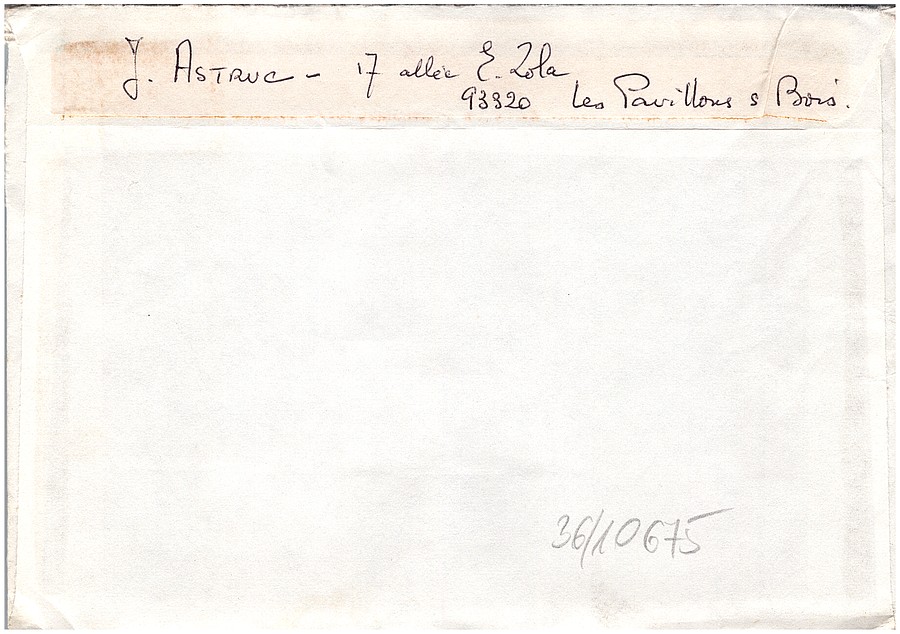 J. ASTRUC - 17 allée E. Zola
93320 Les Pavillons s Bois.
36/10675